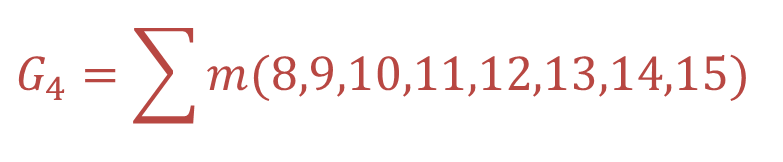 G₄ = ∑ m(8,9,10,11,12,13,14,15)